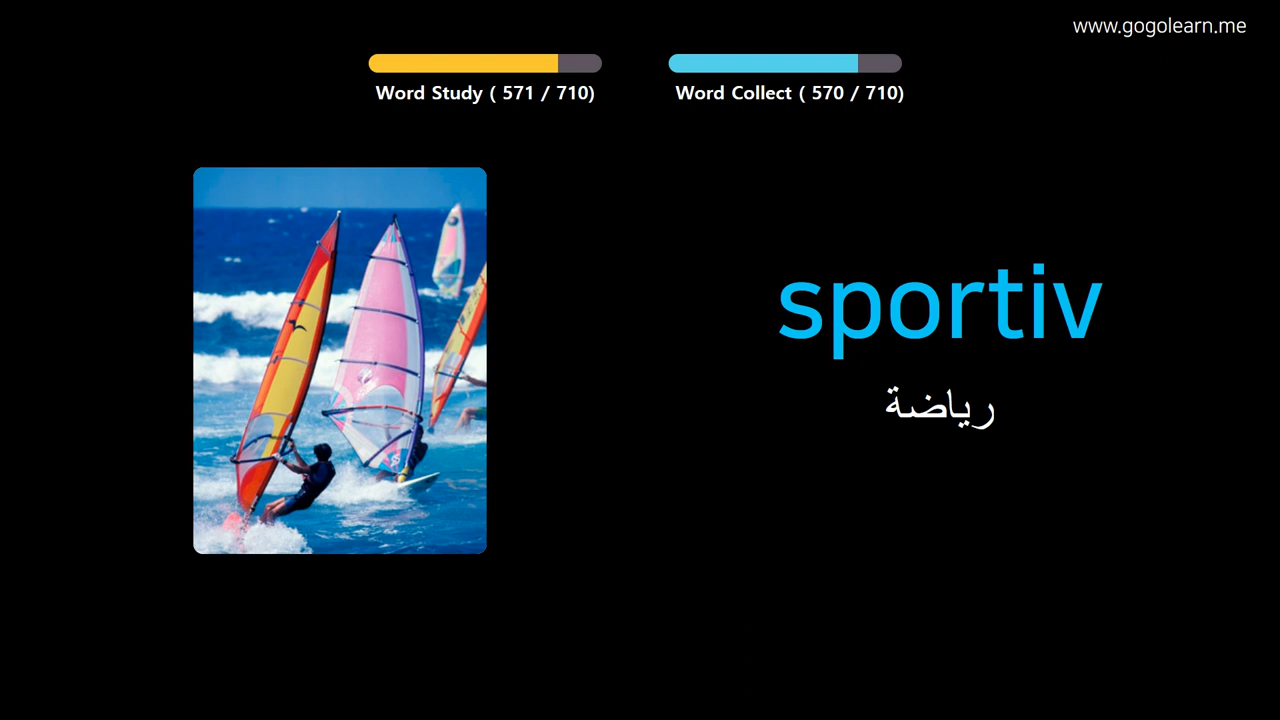 www.gogolearn.me
Word Study ( 571 / 710)
Word Collect ( 570 / 710)
sportiv
رياضة